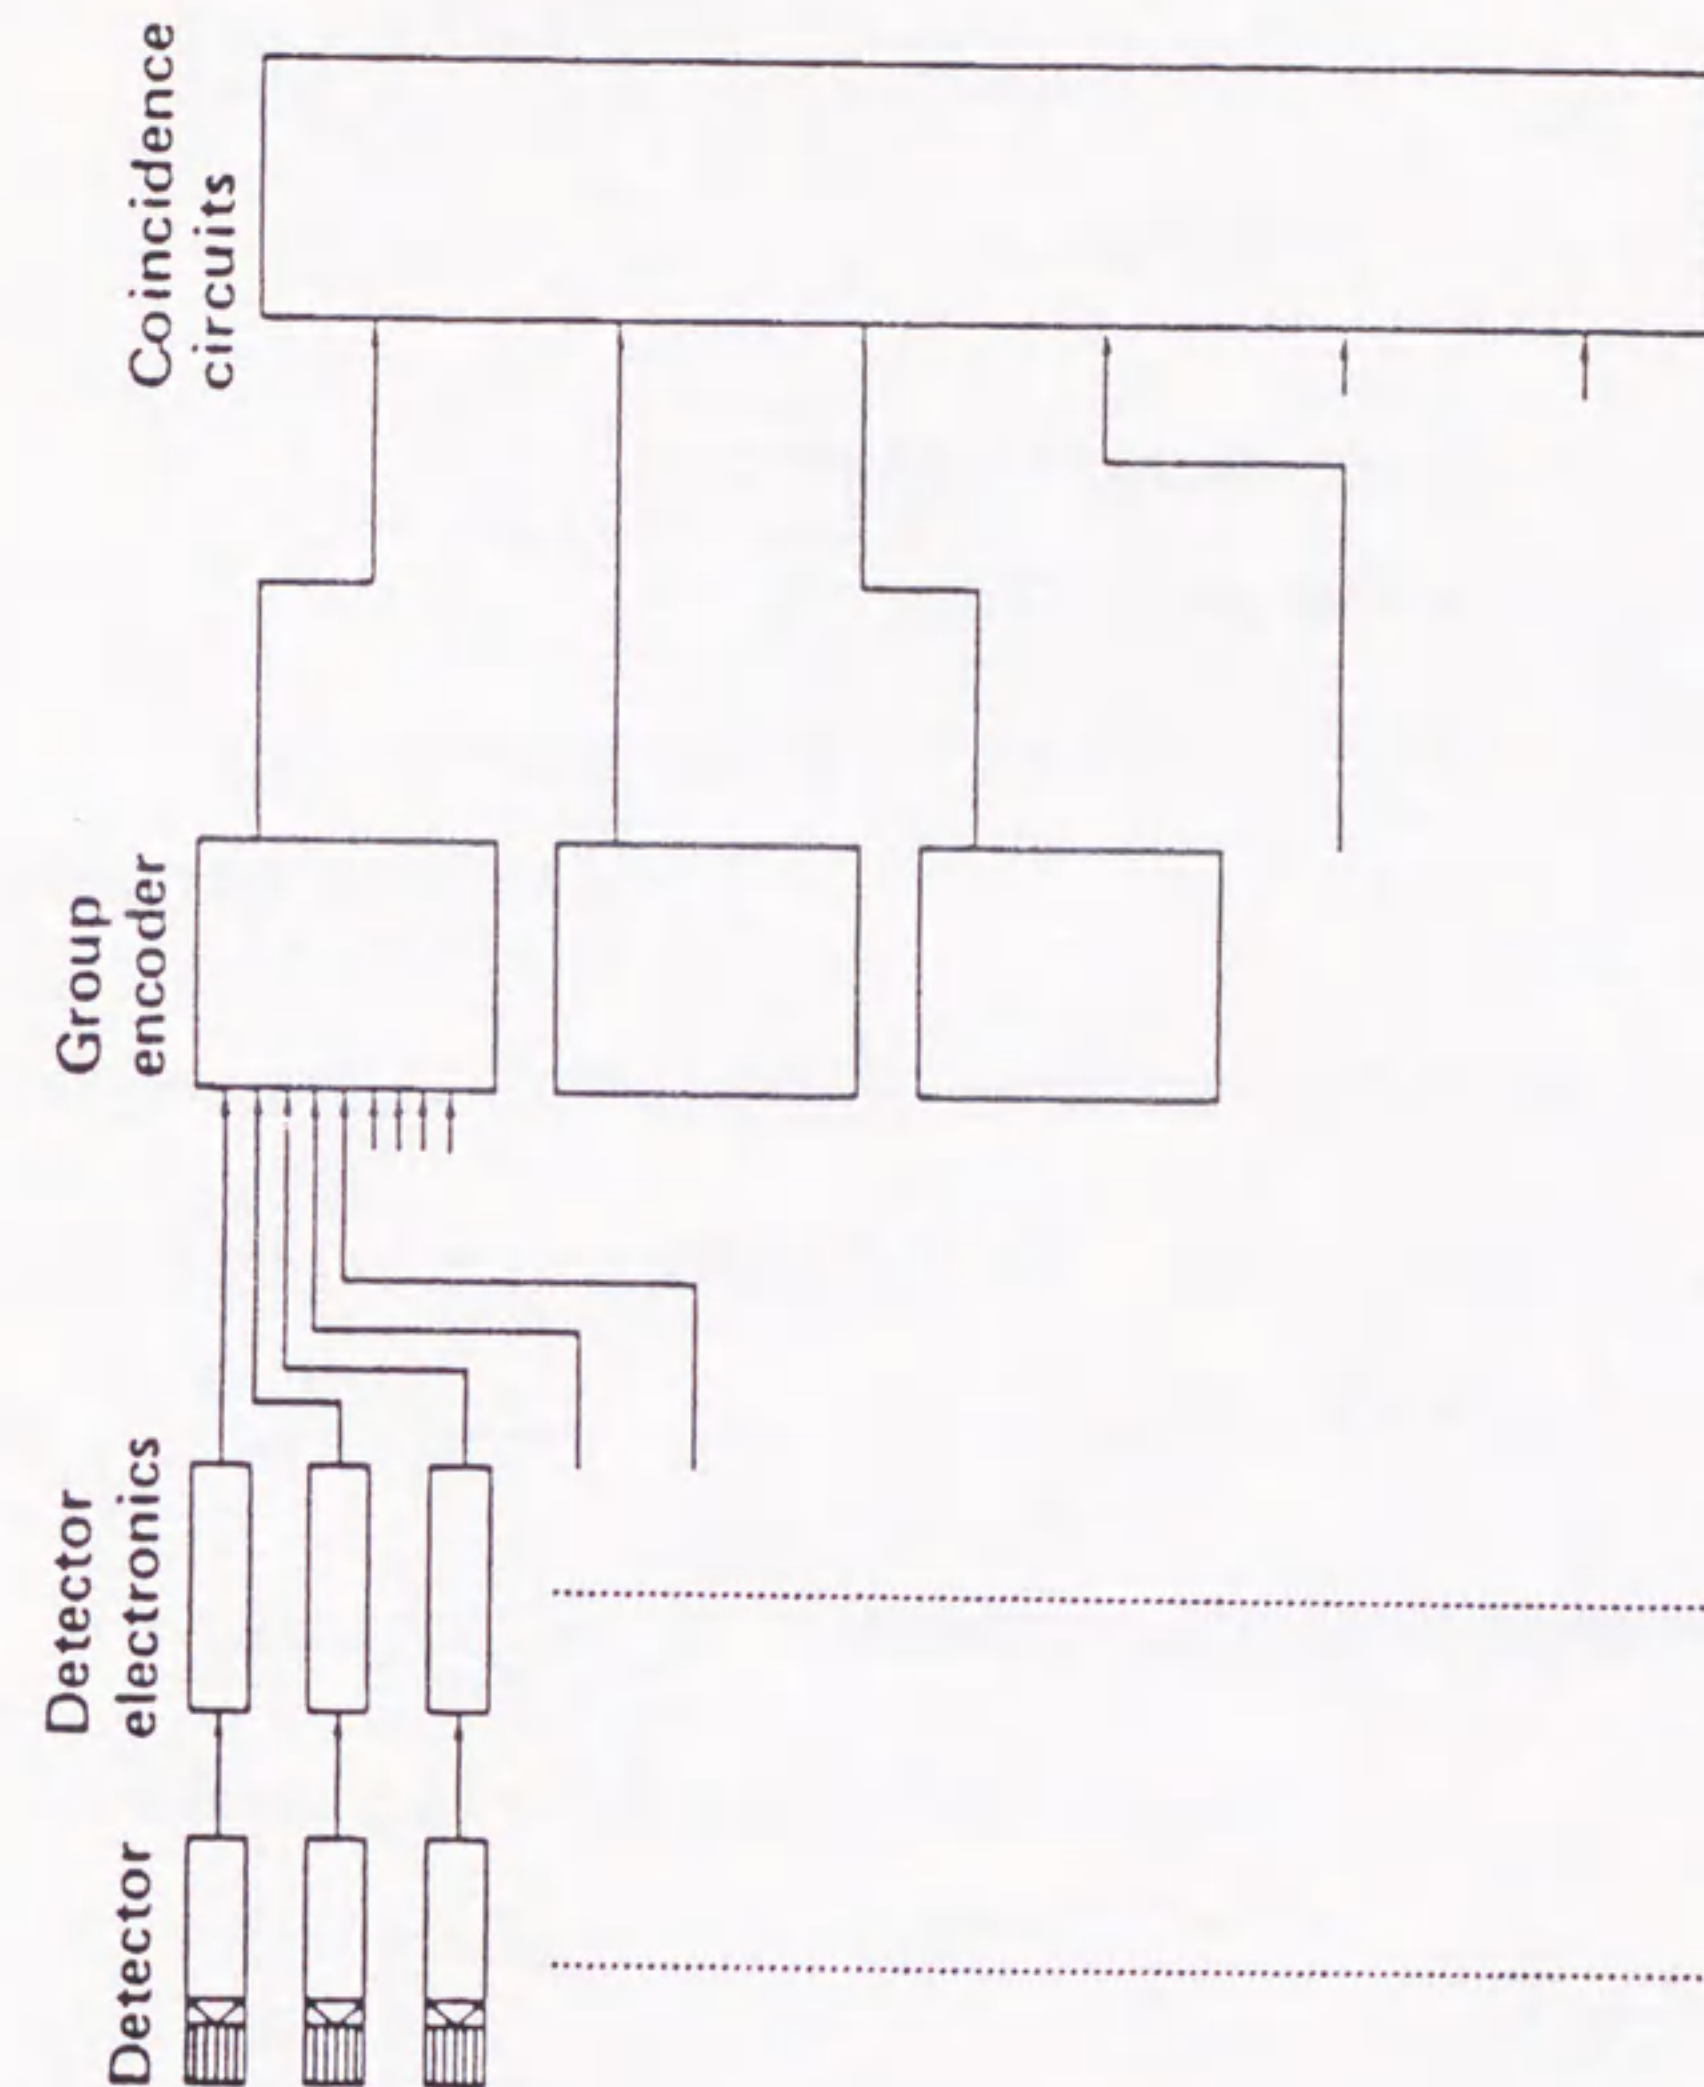 Coincidence
circuits
Group
encoder
Detector
electronics
Detector